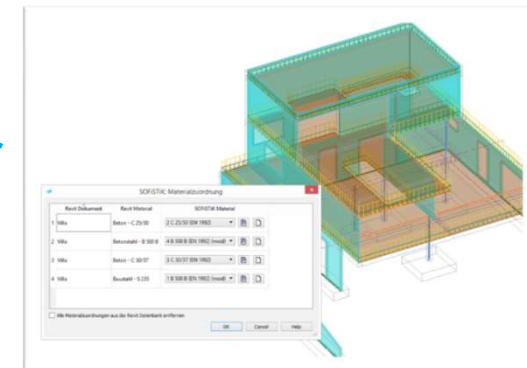 SOFiSTiK: Materialzuordnung
Revit Dokument Revit Material SOFiSTiK Material
1 Villa Beton - C 25/30 2 C 25/30 (EN 1992)
2 Villa Betonstahl - B 500 B 4 B 500 B (EN 1992), (mood)
3 Villa Beton - C 30/37 3 C 30/37 (EN 1992)
4 Villa Baustahl - S 235 1 B 500 B (EN 1992)
Alle Materialzuordnungen aus der Revit Datenbank entfernen
OK Cancel Help